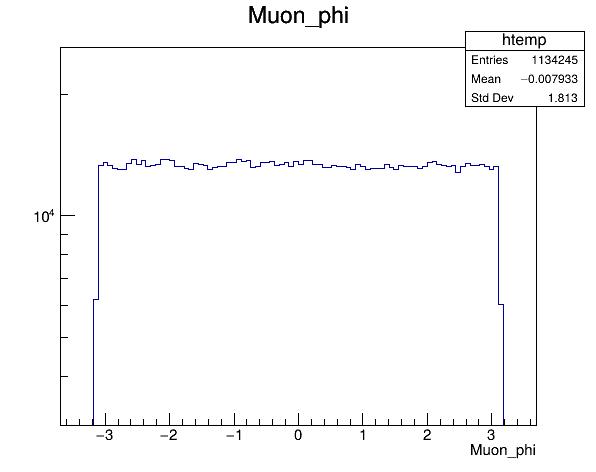 Muon_phi
htemp
Entries 1134245
Mean −0.007933
Std Dev 1.813
10⁴
−3 −2 −1 0 1 2 3
Muon_phi